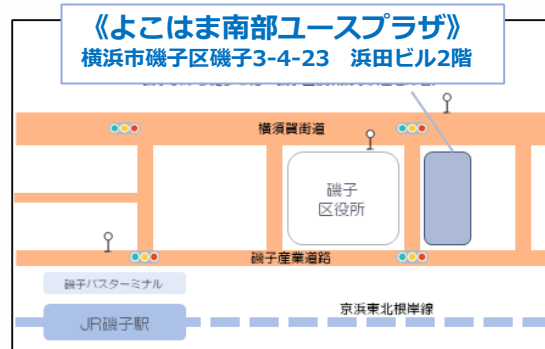 《よこはま南部ユースプラザ》
横浜市磯子区磯子3-4-23　浜田ビル2階
横須賀街道
磯子
区役所
磯子産業道路
磯子バスターミナル
京浜東北根岸線
JR磯子駅